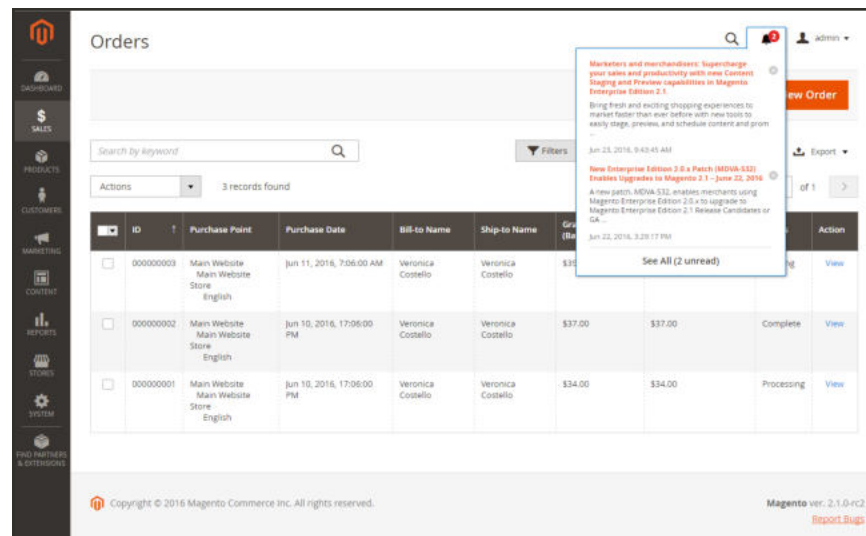 Orders
2
admin
DASHBOARD
SALES
PRODUCTS
CUSTOMERS
MARKETING
CONTENT
REPORTS
STORES
SYSTEM
FIND PARTNERS
& EXTENSIONS
Marketers and merchandisers: Supercharge
your sales and productivity with new Content
Staging and Preview capabilities in Magento
Enterprise Edition 2.1
Bring fresh and exciting shopping experiences to
market faster than ever before with new tools to
easily stage, preview, and schedule content and prom
...
Jun 23, 2016, 9:43:45 AM
New Enterprise Edition 2.0.x Patch (MDVA-532)
Enables Upgrades to Magento 2.1 – June 22, 2016
A new patch, MDVA-532, enables merchants using
Magento Enterprise Edition 2.0.x to upgrade to
Magento Enterprise Edition 2.1 Release Candidates or
GA ...
Jun 22, 2016, 3:29:17 PM
See All (2 unread)
Order
Search by keyword
Filters
Export
Actions
3 records found
of 1
ID Purchase Point Purchase Date Bill-to Name Ship-to Name Action
000000003 Main Website Jun 11, 2016, 7:06:00 AM Veronica Veronica View
Main Website Costello Costello
Store
English
000000002 Main Website Jun 10, 2016, 17:06:00 Veronica Veronica $37.00 $37.00 Complete View
Main Website PM Costello Costello
Store
English
000000001 Main Website Jun 10, 2016, 17:06:00 Veronica Veronica $34.00 $34.00 Processing View
Main Website PM Costello Costello
Store
English
Copyright © 2016 Magento Commerce Inc. All rights reserved.
Magento ver. 2.1.0-rc2
Report Bugs